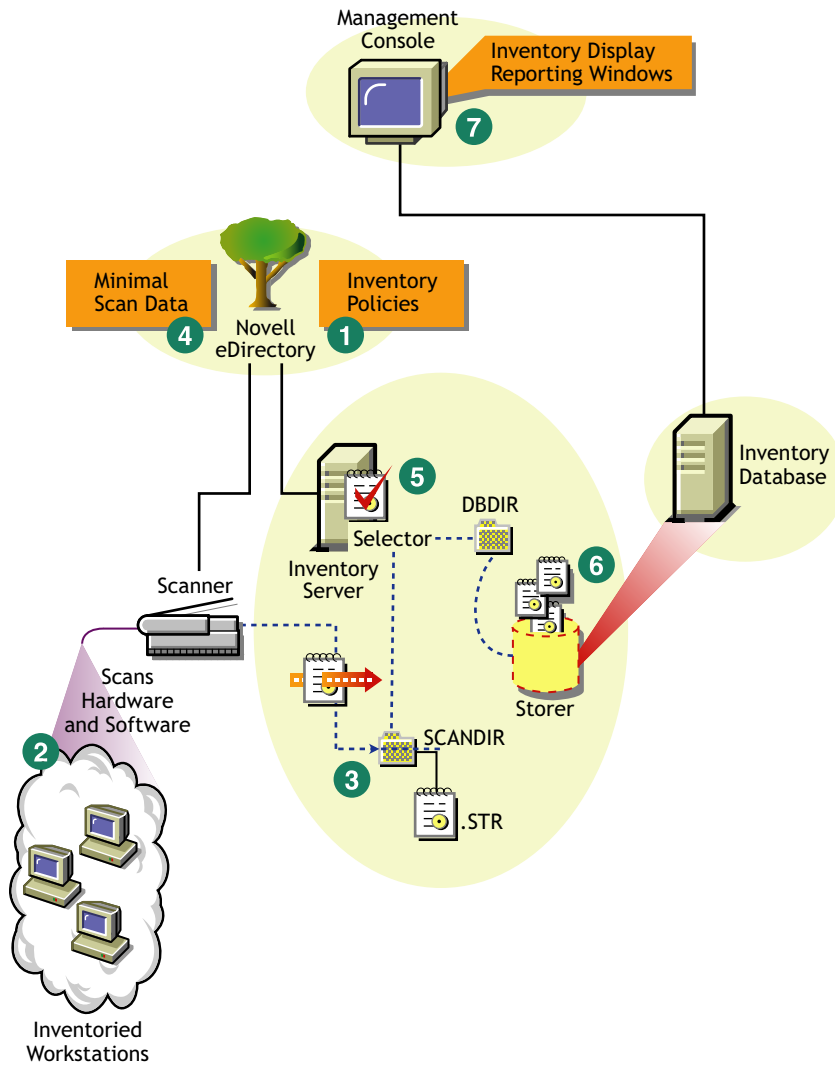 Management
Console
Inventory Display
Reporting Windows
7
Minimal
Scan Data
4
Inventory
Policies
1
Novell
eDirectory
5
Selector
Inventory
Server
DBDIR
6
Storer
Inventory
Database
Scanner
Scans
Hardware
and Software
2
SCANDIR
3
.STR
Inventoried
Workstations